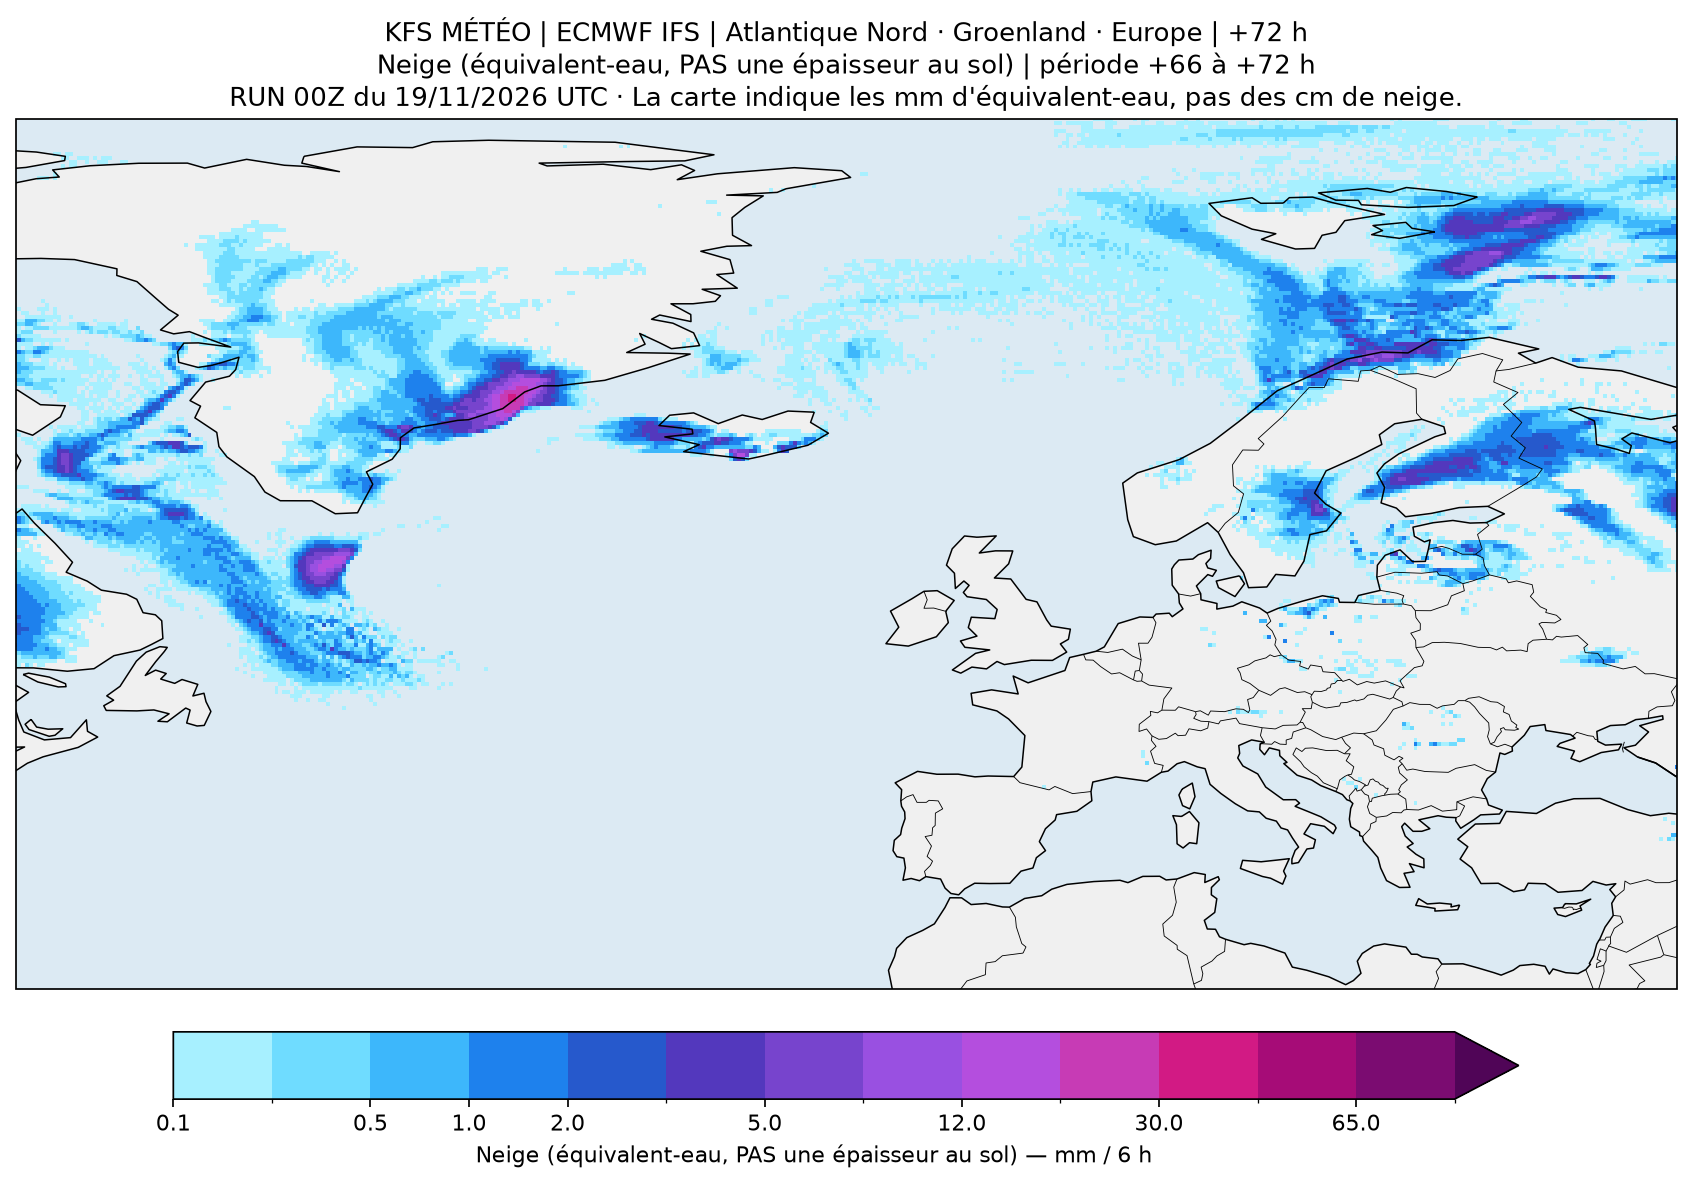 KFS MÉTÉO | ECMWF IFS | Atlantique Nord · Groenland · Europe | +72 h
Neige (équivalent-eau, PAS une épaisseur au sol) | période +66 à +72 h
RUN 00Z du 19/11/2026 UTC · La carte indique les mm d'équivalent-eau, pas des cm de neige.
0.1 0.5 1.0 2.0 5.0 12.0 30.0 65.0
Neige (équivalent-eau, PAS une épaisseur au sol) — mm / 6 h